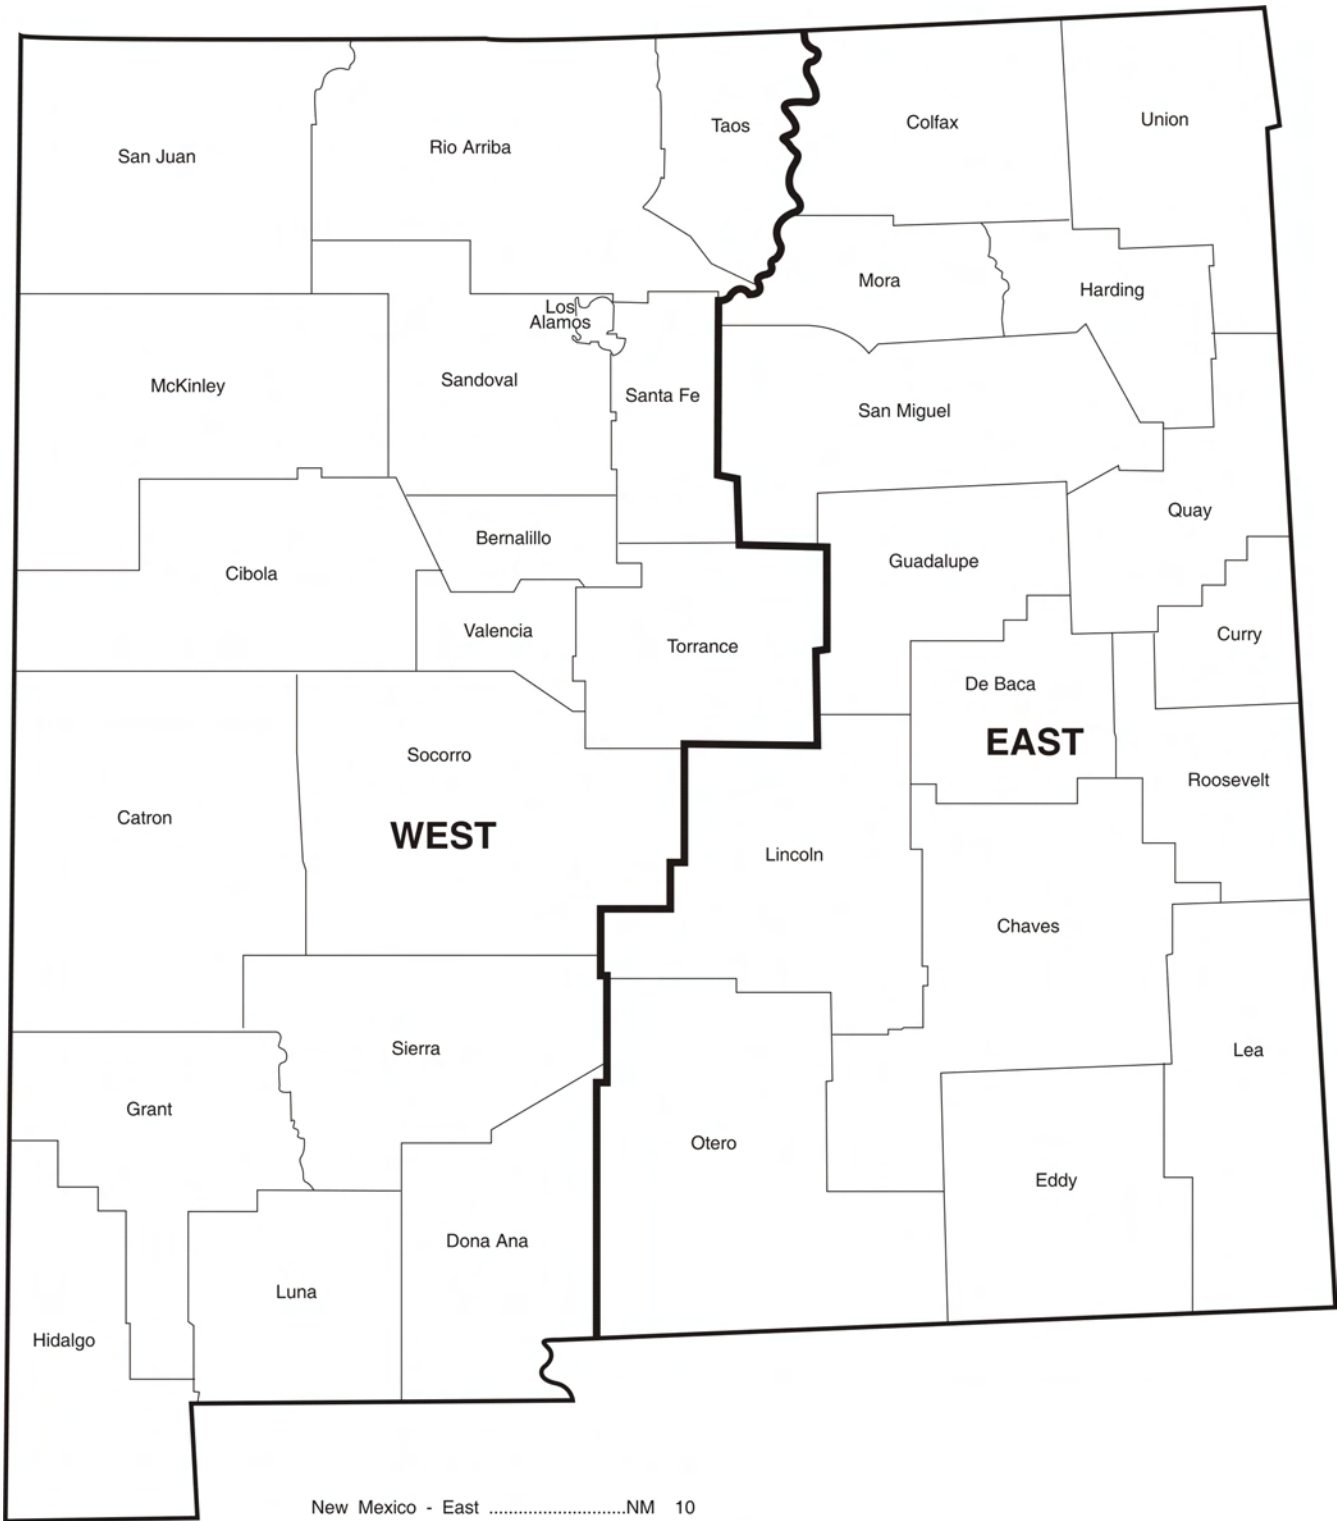 Taos
Colfax
Union
San Juan
Rio Arriba
Mora
Harding
Los
Alamos
McKinley
Sandoval
Santa Fe
San Miguel
Quay
Bernalillo
Cibola
Guadalupe
Valencia
Torrance
Curry
De Baca
EAST
Socorro
Roosevelt
Catron
WEST
Lincoln
Chaves
Sierra
Lea
Grant
Otero
Eddy
Dona Ana
Luna
Hidalgo
New Mexico - East ............................NM 10